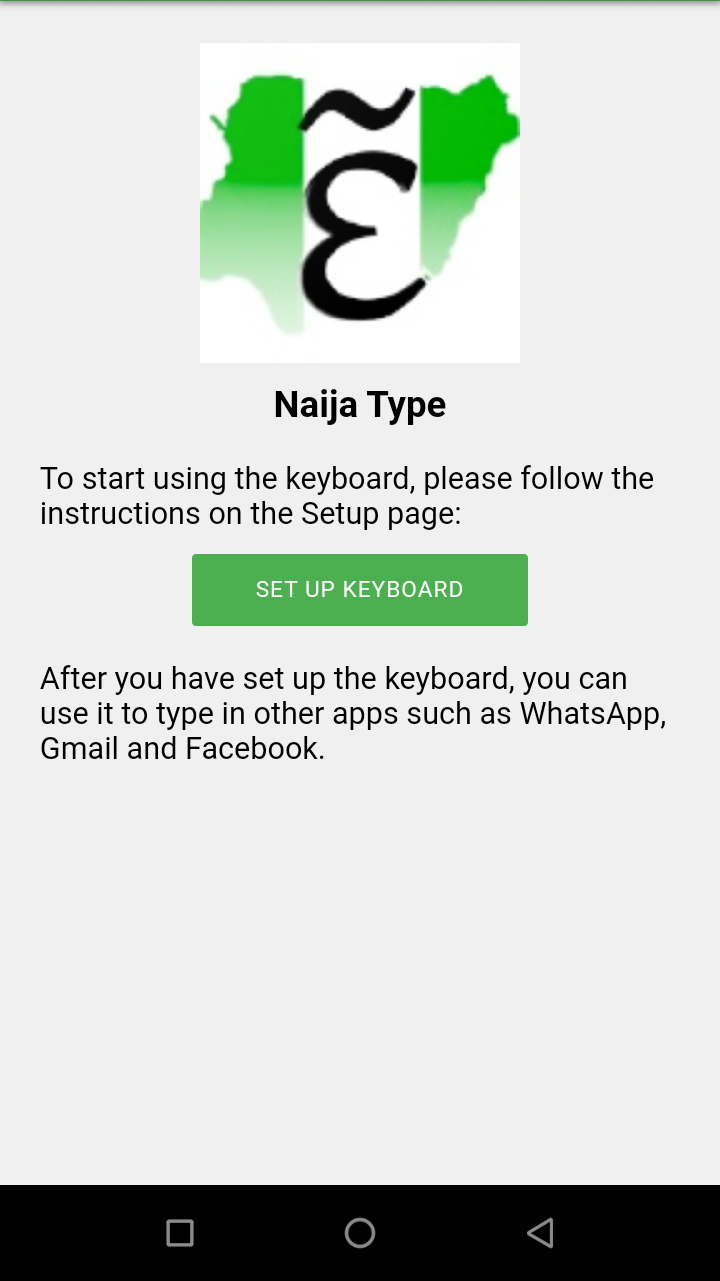 ɛ̃
Naija Type
To start using the keyboard, please follow the
instructions on the Setup page:
SET UP KEYBOARD
After you have set up the keyboard, you can
use it to type in other apps such as WhatsApp,
Gmail and Facebook.